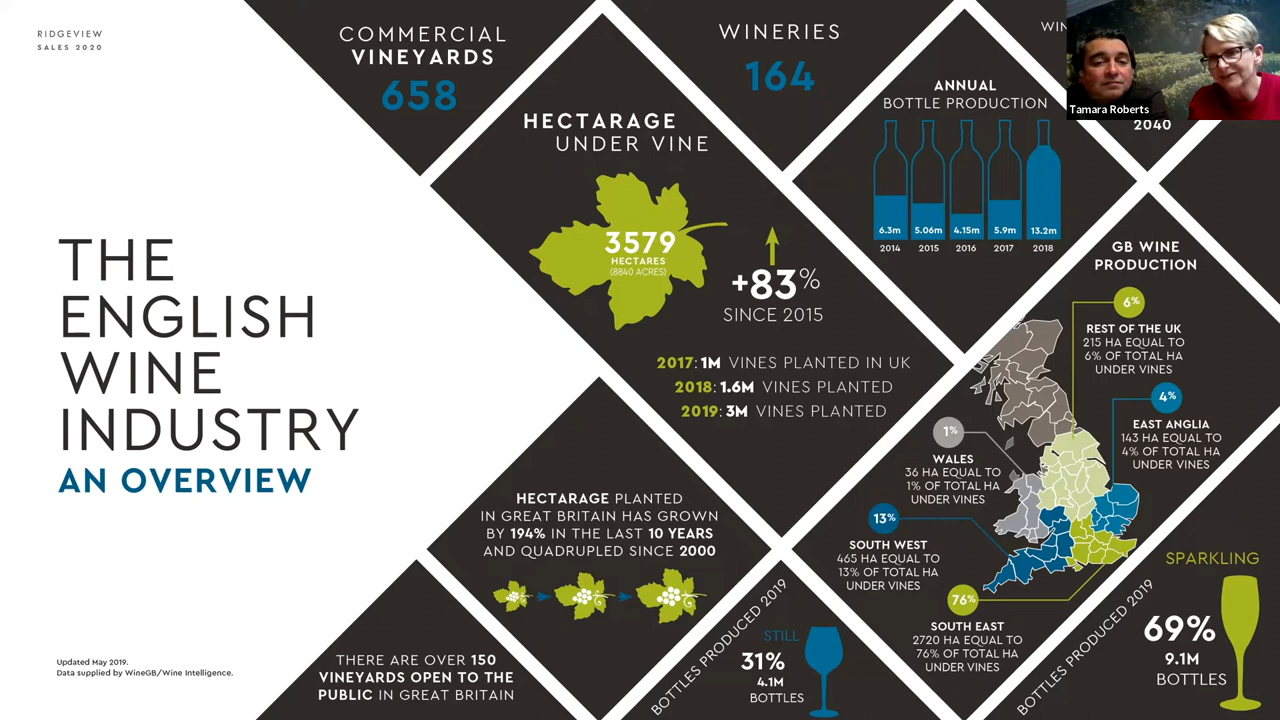 RIDGEVIEW
SALES 2020
THE
ENGLISH
WINE
INDUSTRY
AN OVERVIEW
Updated May 2019.
Data supplied by WineGB/Wine Intelligence.
COMMERCIAL
VINEYARDS
658
HECTARAGE
UNDER VINE
3579
HECTARES
(8840 ACRES)
+83%
SINCE 2015
2017: 1M VINES PLANTED IN UK
2018: 1.6M VINES PLANTED
2019: 3M VINES PLANTED
WINERIES
164
ANNUAL
BOTTLE PRODUCTION
6.3m 5.06m 4.15m 5.9m 13.2m
2014 2015 2016 2017 2018
2040
Tamara Roberts
GB WINE
PRODUCTION
6%
REST OF THE UK
215 HA EQUAL TO
6% OF TOTAL HA
UNDER VINES
4%
EAST ANGLIA
143 HA EQUAL TO
4% OF TOTAL HA
UNDER VINES
1%
WALES
36 HA EQUAL TO
1% OF TOTAL HA
UNDER VINES
13%
SOUTH WEST
465 HA EQUAL TO
13% OF TOTAL HA
UNDER VINES
76%
SOUTH EAST
2720 HA EQUAL TO
76% OF TOTAL HA
UNDER VINES
HECTARAGE PLANTED
IN GREAT BRITAIN HAS GROWN
BY 194% IN THE LAST 10 YEARS
AND QUADRUPLED SINCE 2000
THERE ARE OVER 150
VINEYARDS OPEN TO THE
PUBLIC IN GREAT BRITAIN
BOTTLES PRODUCED 2019
STILL
31%
4.1M
BOTTLES
BOTTLES PRODUCED 2019
SPARKLING
69%
9.1M
BOTTLES